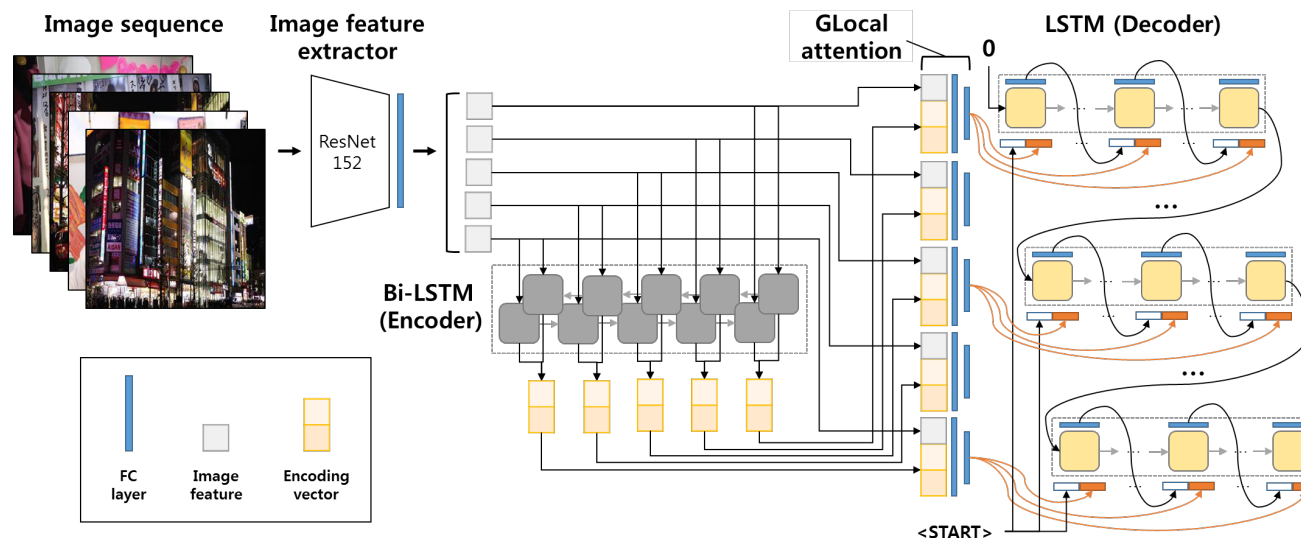 Image sequence
Image feature
extractor
GLocal
attention
LSTM (Decoder)
0
ResNet
152
...
...
Bi-LSTM
(Encoder)
FC
layer
Image
feature
Encoding
vector
<START>